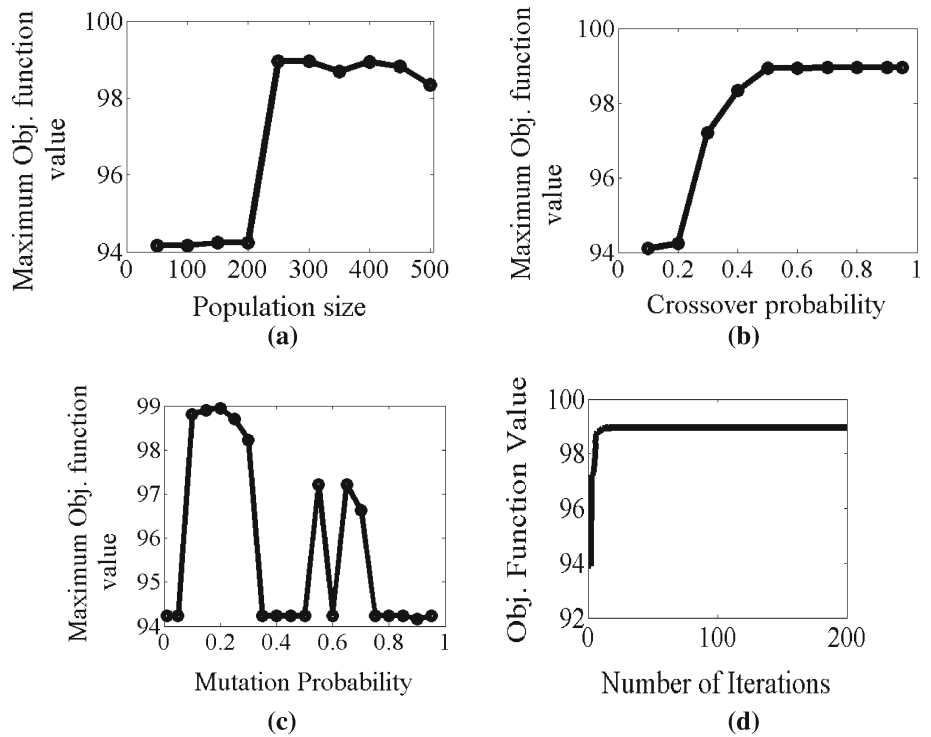 Maximum Obj. function
value
100
98
96
94
0 100 200 300 400 500
Population size
(a)
Maximum Obj. function
value
100
98
96
94
0 0.2 0.4 0.6 0.8 1
Crossover probability
(b)
Maximum Obj. function
value
99
98
97
96
95
94
0 0.2 0.4 0.6 0.8 1
Mutation Probability
(c)
Obj. Function Value
100
98
96
94
92
0 100 200
Number of Iterations
(d)